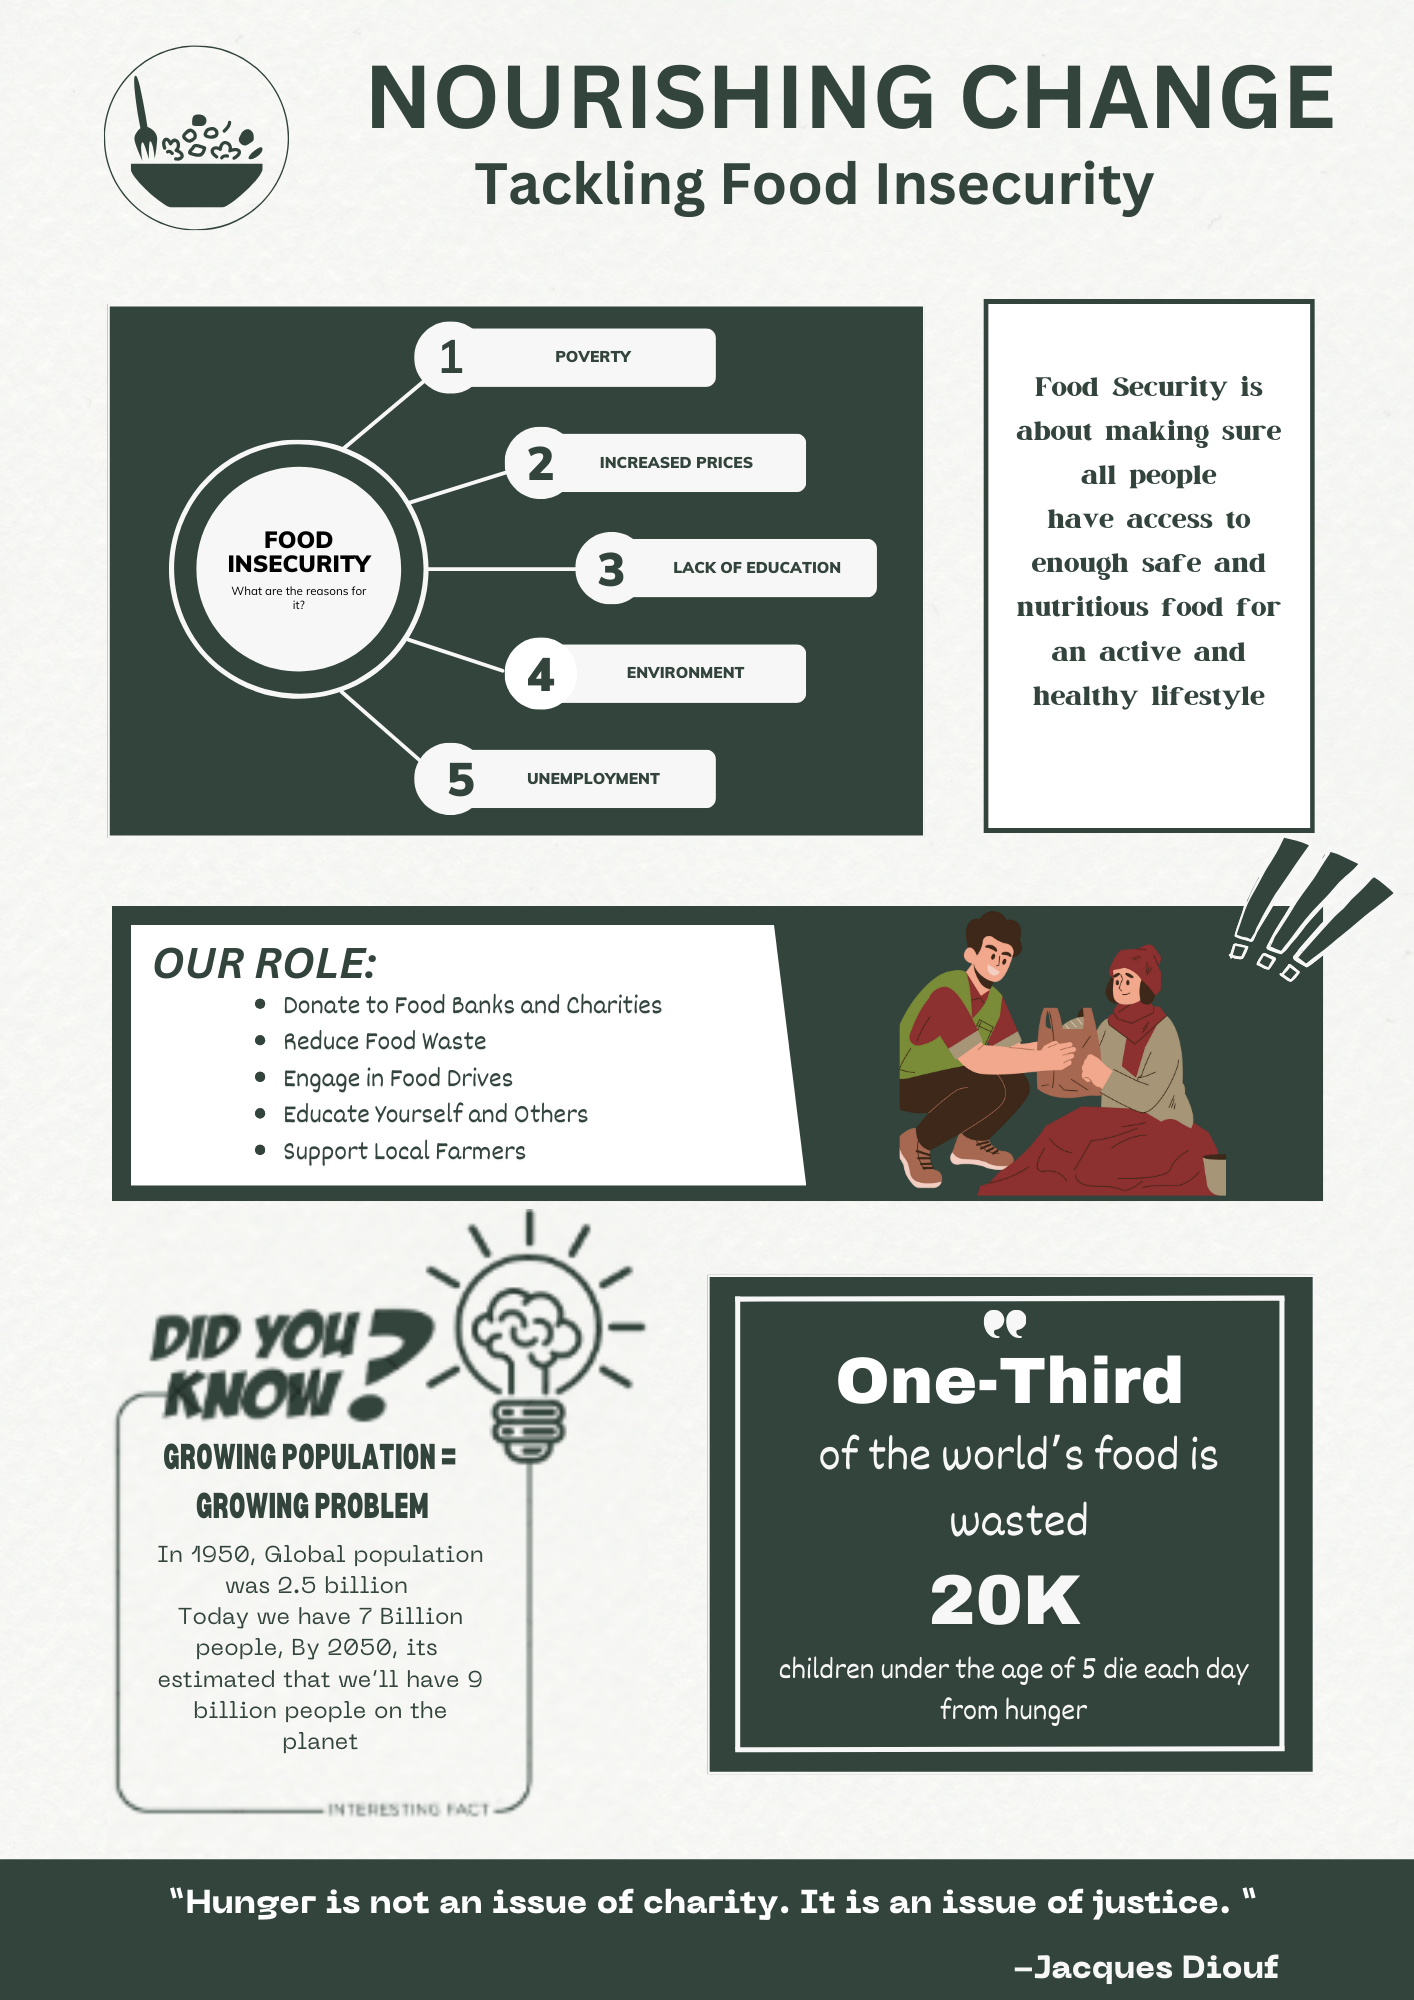 NOURISHING CHANGE
Tackling Food Insecurity
FOOD
INSECURITY
What are the reasons for
it?
1
POVERTY
2
INCREASED PRICES
3
LACK OF EDUCATION
4
ENVIRONMENT
5
UNEMPLOYMENT
Food Security is
about making sure
all people
have access to
enough safe and
nutritious food for
an active and
healthy lifestyle
OUR ROLE:
• Donate to Food Banks and Charities
• Reduce Food Waste
• Engage in Food Drives
• Educate Yourself and Others
• Support Local Farmers
DID YOU
KNOW?
GROWING POPULATION =
GROWING PROBLEM
In 1950, Global population
was 2.5 billion
Today we have 7 Billion
people, By 2050, its
estimated that we'll have 9
billion people on the
planet
INTERESTING FACT
❞
One-Third
of the world's food is
wasted
20K
children under the age of 5 die each day
from hunger
"Hunger is not an issue of charity. It is an issue of justice. "
–Jacques Diouf